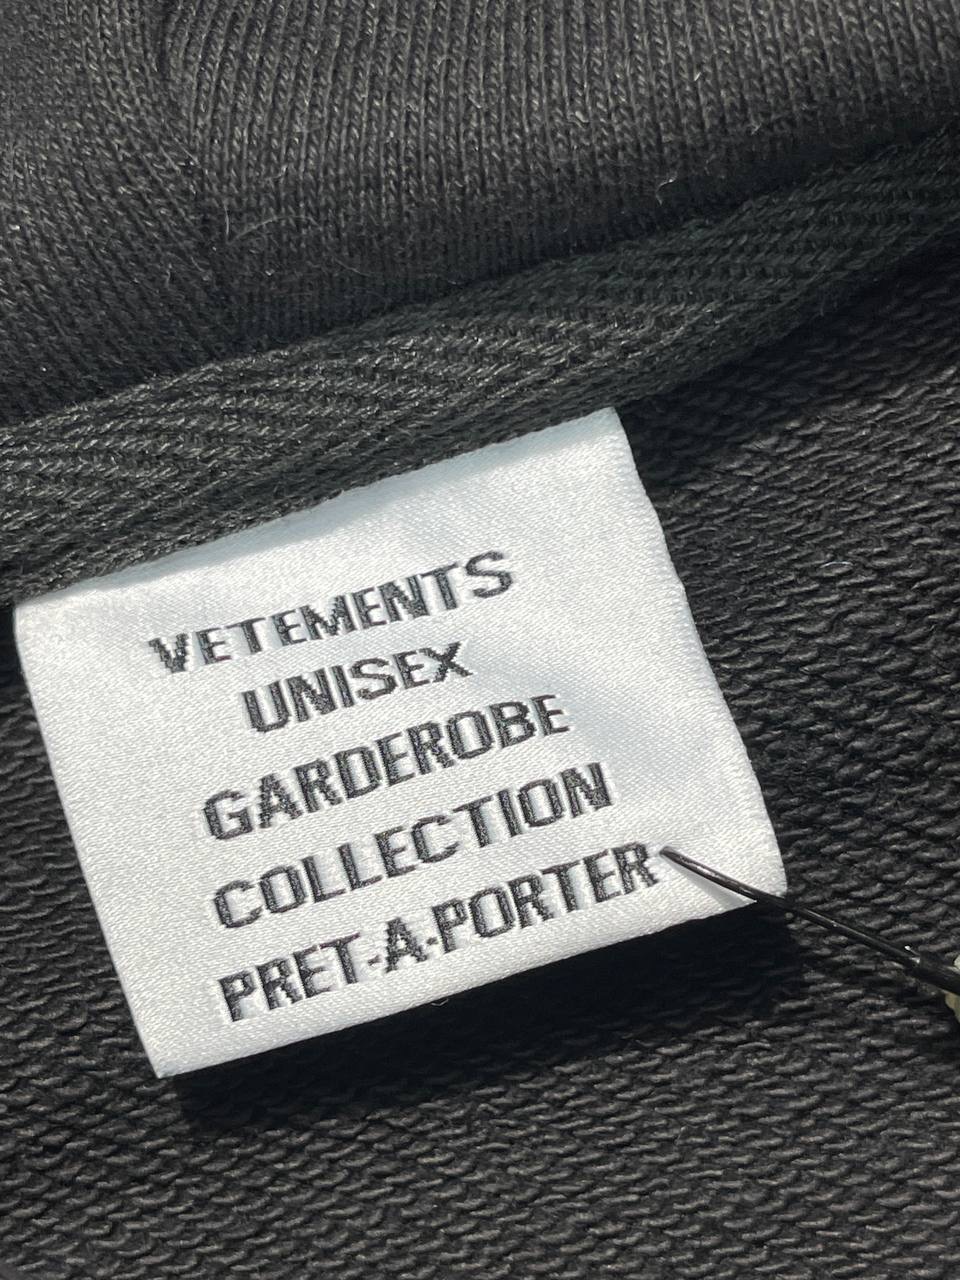 VETEMENTS
UNISEX
GARDEROBE
COLLECTION
PRET-A-PORTER